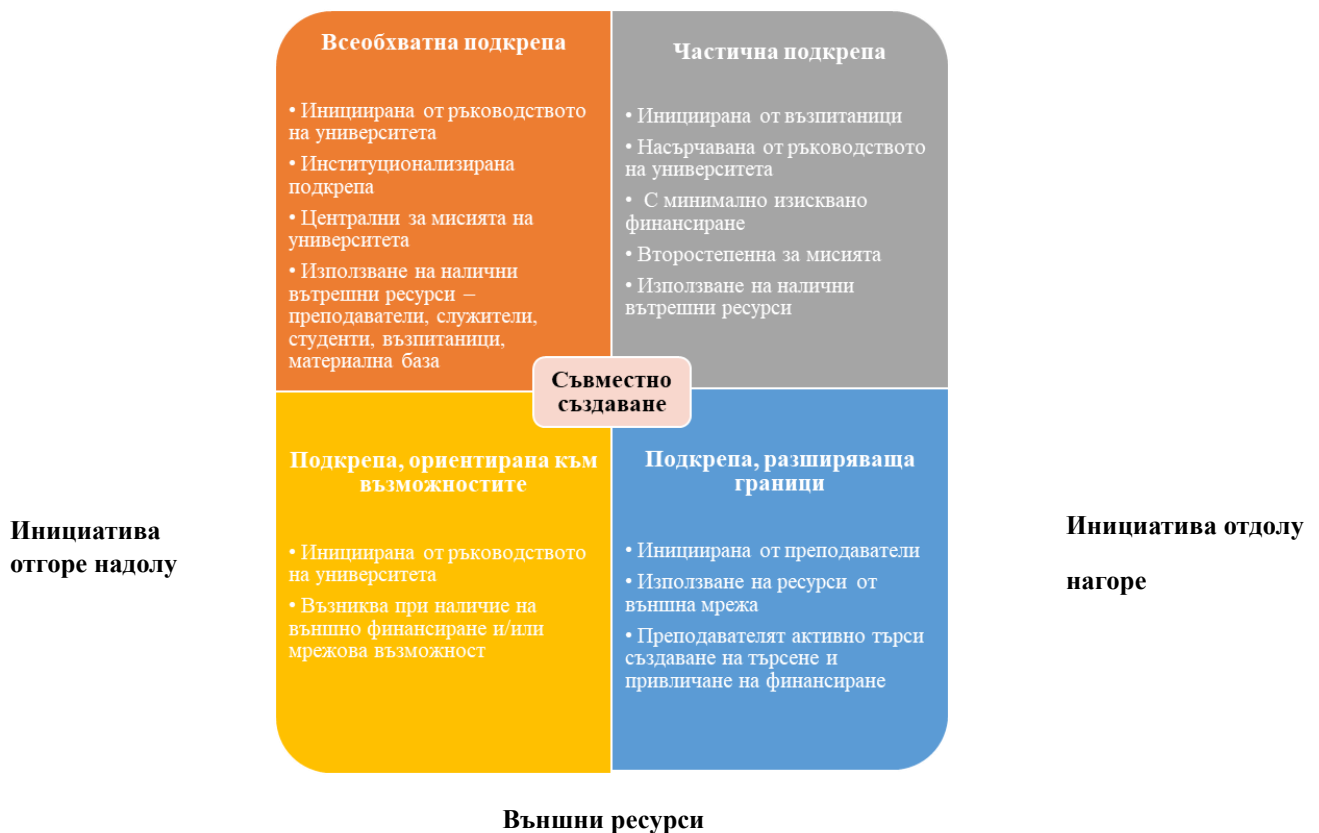 Всеобхватна подкрепа
• Инициирана от ръководството
на университета
• Институционализирана
подкрепа
• Централни за мисията на
университета
• Използване на налични
вътрешни ресурси –
преподаватели, служители,
студенти, възпитаници,
материална база
Частична подкрепа
• Инициирана от възпитаници
• Насърчавана от ръководството
на университета
• С минимално изисквано
финансиране
• Второстепенна за мисията
• Използване на налични
вътрешни ресурси
Съвместно
създаване
Подкрепа, ориентирана към
възможностите
• Инициирана от ръководството
на университета
• Възниква при наличие на
външно финансиране и/или
мрежова възможност
Подкрепа, разширяваща
граници
• Инициирана от преподаватели
• Използване на ресурси от
външна мрежа
• Преподавателят активно търси
създаване на търсене и
привличане на финансиране
Инициатива
отгоре надолу
Инициатива отдолу
нагоре
Външни ресурси